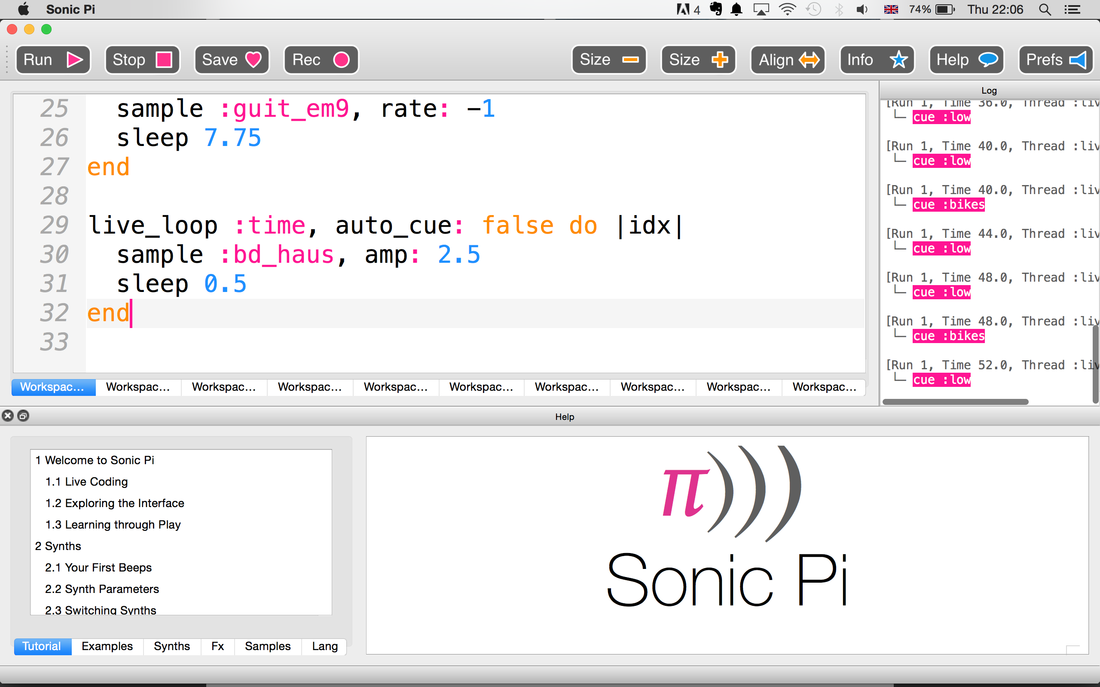 Sonic Pi 4 74% Thu 22:06
Run Stop Save Rec Size Size Align Info Help Prefs
25 sample :guit_em9, rate: -1
26 sleep 7.75
27 end
28
29 live_loop :time, auto_cue: false do |idx|
30 sample :bd_haus, amp: 2.5
31 sleep 0.5
32 end
33
Workspac... Workspac... Workspac... Workspac... Workspac... Workspac... Workspac... Workspac... Workspac... Workspac...
Log
[Run 1, Time 36.0, Thread :liv
└─ cue :low
[Run 1, Time 40.0, Thread :liv
└─ cue :low
[Run 1, Time 40.0, Thread :liv
└─ cue :bikes
[Run 1, Time 44.0, Thread :liv
└─ cue :low
[Run 1, Time 48.0, Thread :liv
└─ cue :low
[Run 1, Time 48.0, Thread :liv
└─ cue :bikes
[Run 1, Time 52.0, Thread :liv
└─ cue :low
Help
1 Welcome to Sonic Pi
1.1 Live Coding
1.2 Exploring the Interface
1.3 Learning through Play
2 Synths
2.1 Your First Beeps
2.2 Synth Parameters
2.3 Switching Synths
Tutorial Examples Synths Fx Samples Lang
π)))
Sonic Pi